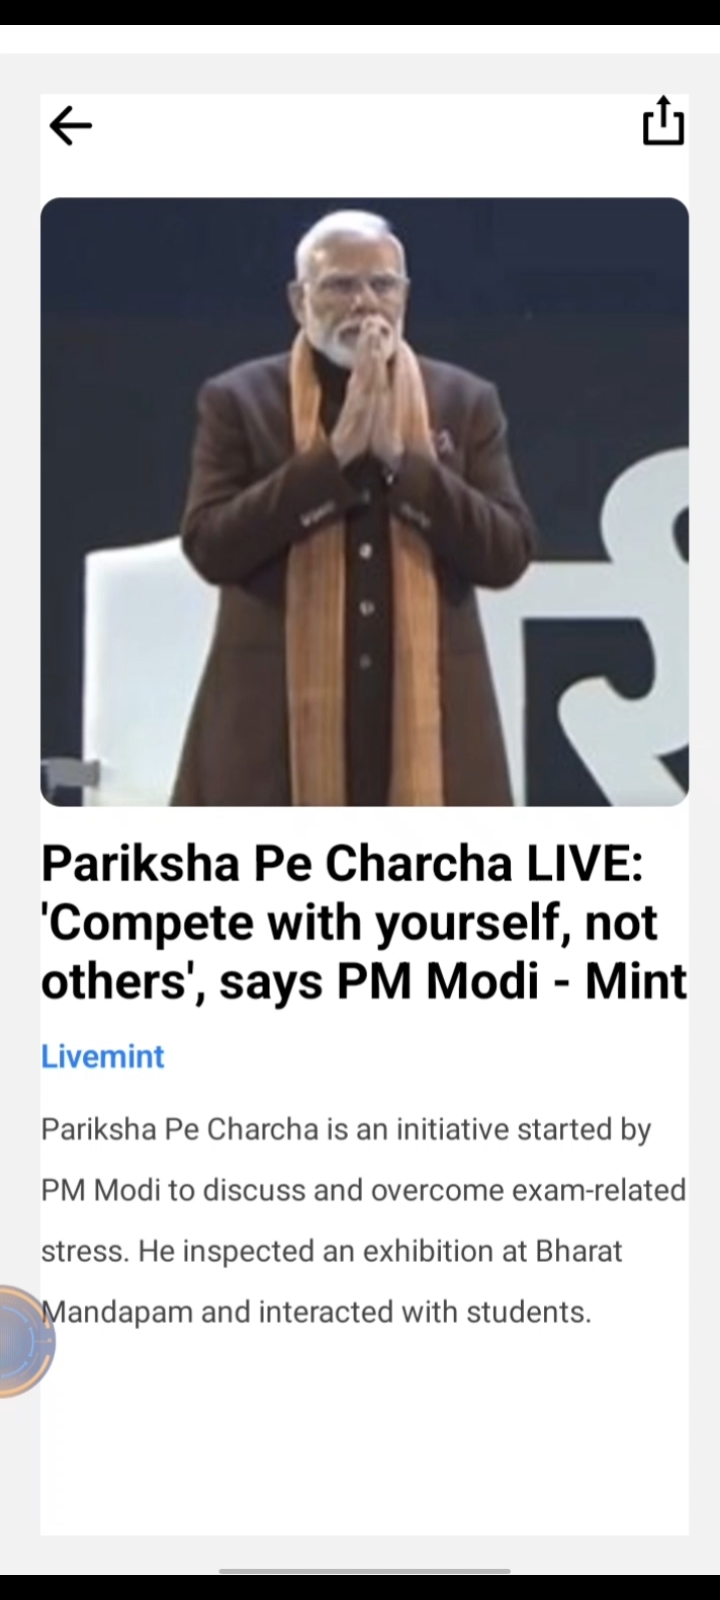 Pariksha Pe Charcha LIVE:
'Compete with yourself, not
others', says PM Modi - Mint
Livemint
Pariksha Pe Charcha is an initiative started by
PM Modi to discuss and overcome exam-related
stress. He inspected an exhibition at Bharat
Mandapam and interacted with students.